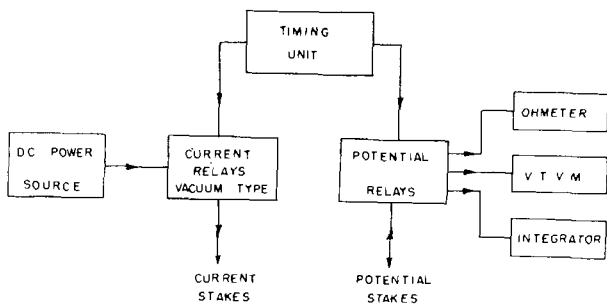 TIMING
UNIT
OHMETER
DC POWER
SOURCE
CURRENT
RELAYS
VACUUM TYPE
POTENTIAL
RELAYS
V T V M
INTEGRATOR
CURRENT
STAKES
POTENTIAL
STAKES